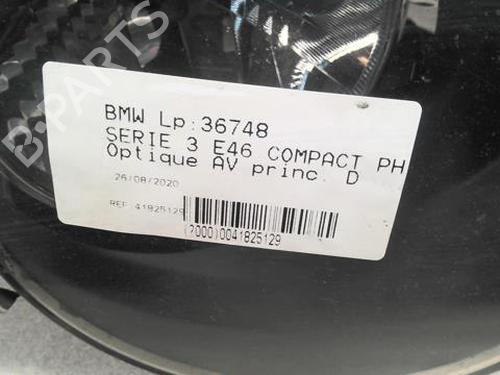 B-PARTS
BMW Lp:36748
SERIE 3 E46 COMPACT PH
Optique AV princ. D
26/08/2020
REF.41825129
(2000)0041825129